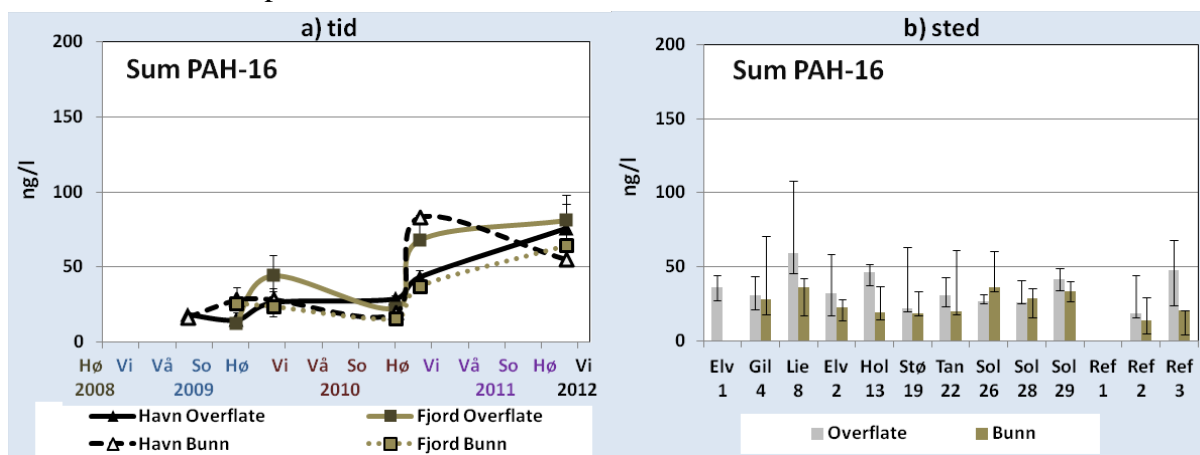 a) tid
Sum PAH-16
200
150
100
50
0
ng/l
Hø Vi Vå So Hø Vi Vå So Hø Vi Vå So Hø Vi
2008 2009 2010 2011 2012
Havn Overflate Fjord Overflate
Havn Bunn Fjord Bunn
b) sted
Sum PAH-16
200
150
100
50
0
ng/l
Elv Gil Lie Elv Hol Stø Tan Sol Sol Sol Ref Ref Ref
1 4 8 2 13 19 22 26 28 29 1 2 3
Overflate Bunn